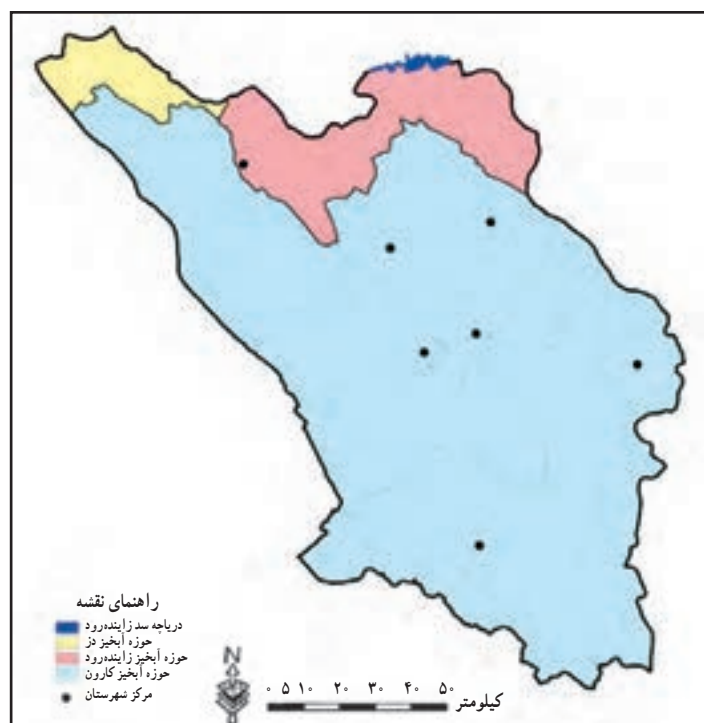 راهنمای نقشه
دریاچه سد زاینده‌رود
حوزه آبخیز دز
حوزه آبخیز زاینده‌رود
حوزه آبخیز کارون
مرکز شهرستان
N
۰ ۵ ۱۰ ۲۰ ۳۰ ۴۰ ۵۰
کیلومتر